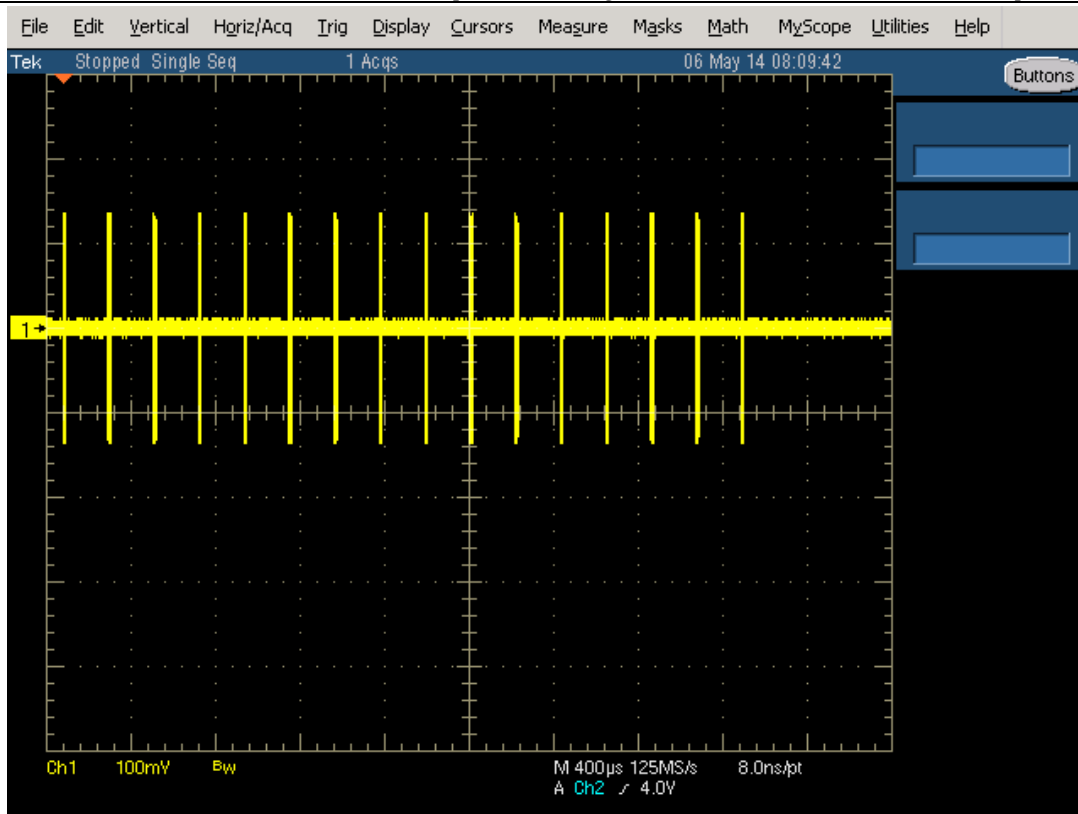 File Edit Vertical Horiz/Acq Trig Display Cursors Measure Masks Math MyScope Utilities Help
Tek Stopped Single Seq 1 Acqs 06 May 14 08:09:42
Buttons
1
Ch1 100mV Bw M 400µs 125MS/s 8.0ns/pt
A Ch2 / 4.0V